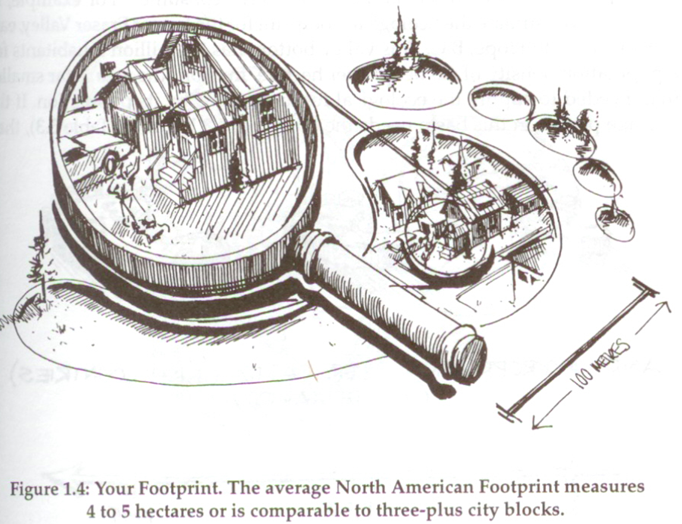 100 METRES
Figure 1.4: Your Footprint. The average North American Footprint measures
4 to 5 hectares or is comparable to three-plus city blocks.